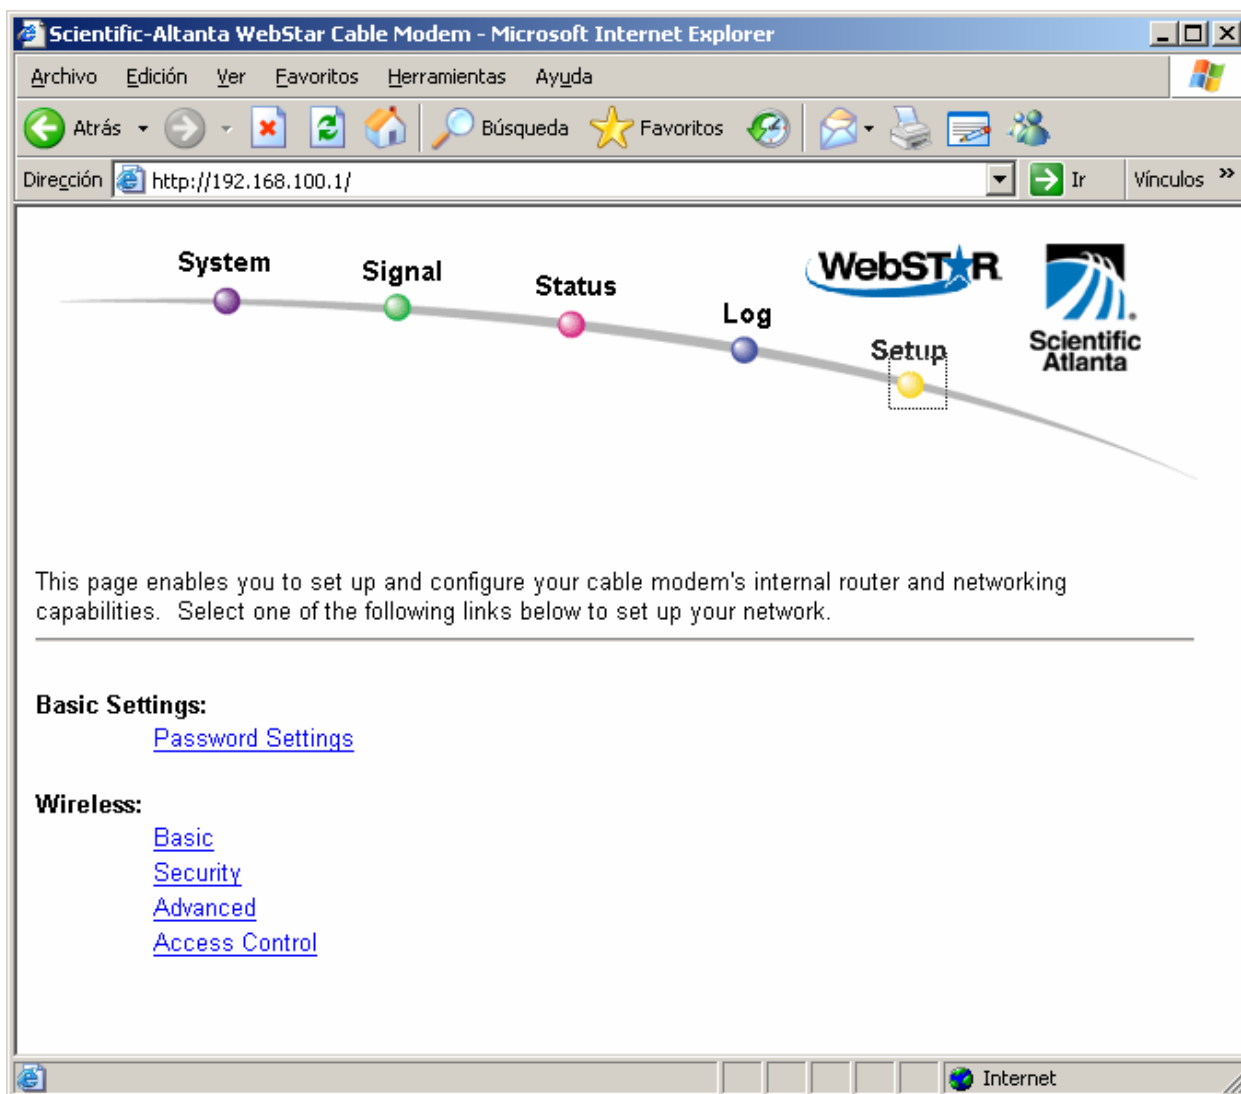 Scientific-Altanta WebStar Cable Modem - Microsoft Internet Explorer
Archivo Edición Ver Favoritos Herramientas Ayuda
Atrás Búsqueda Favoritos
Dirección http://192.168.100.1/ Ir Vínculos »
System Signal Status Log Setup
WebSTAR
Scientific
Atlanta
This page enables you to set up and configure your cable modem's internal router and networking
capabilities. Select one of the following links below to set up your network.
Basic Settings:
Password Settings
Wireless:
Basic
Security
Advanced
Access Control
Internet